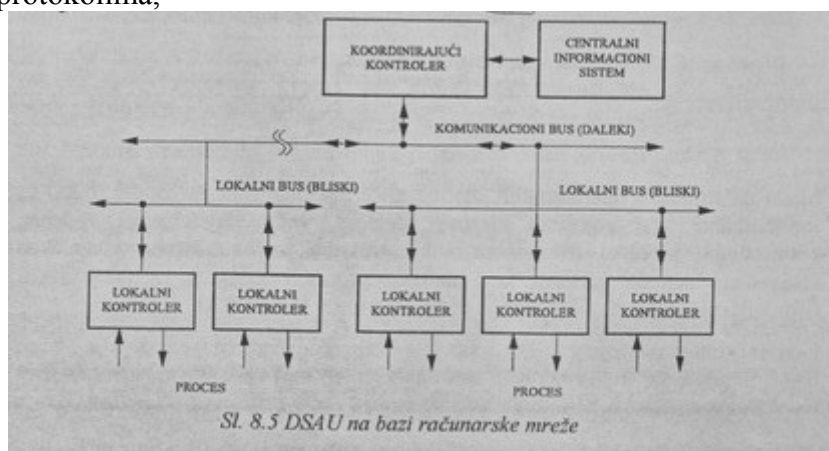 protokolima;
KOORDINIRAJUĆI
KONTROLER
CENTRALNI
INFORMACIONI
SISTEM
KOMUNIKACIONI BUS (DALEKI)
LOKALNI BUS (BLISKI)
LOKALNI BUS (BLISKI)
LOKALNI
KONTROLER
LOKALNI
KONTROLER
LOKALNI
KONTROLER
LOKALNI
KONTROLER
LOKALNI
KONTROLER
PROCES
PROCES
Sl. 8.5 DSAU na bazi računarske mreže